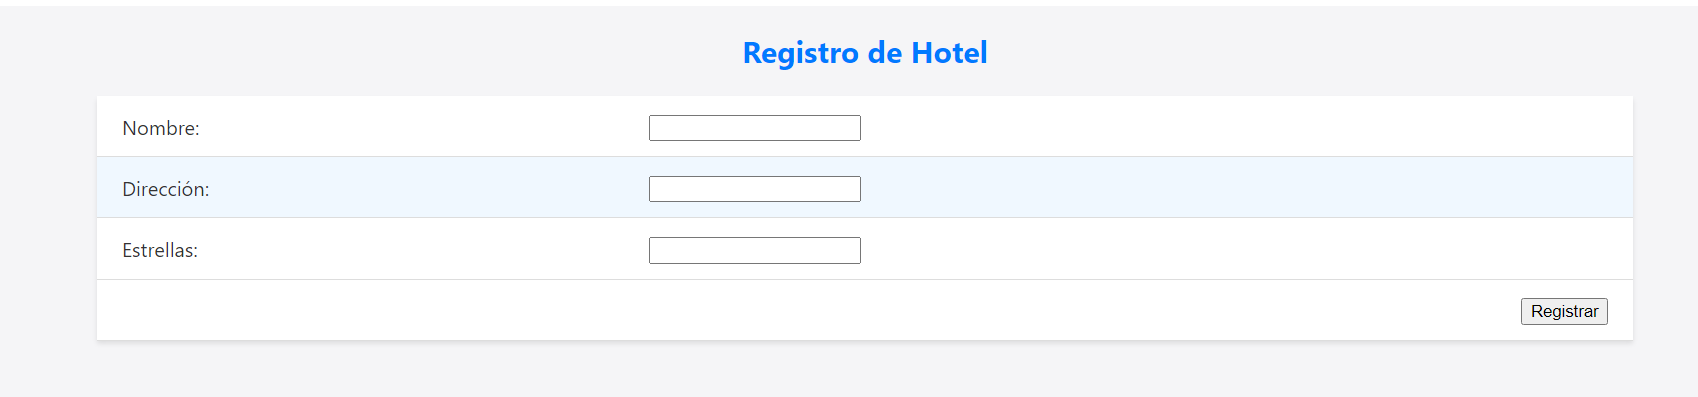 Registro de Hotel
Nombre:
Dirección:
Estrellas:
Registrar